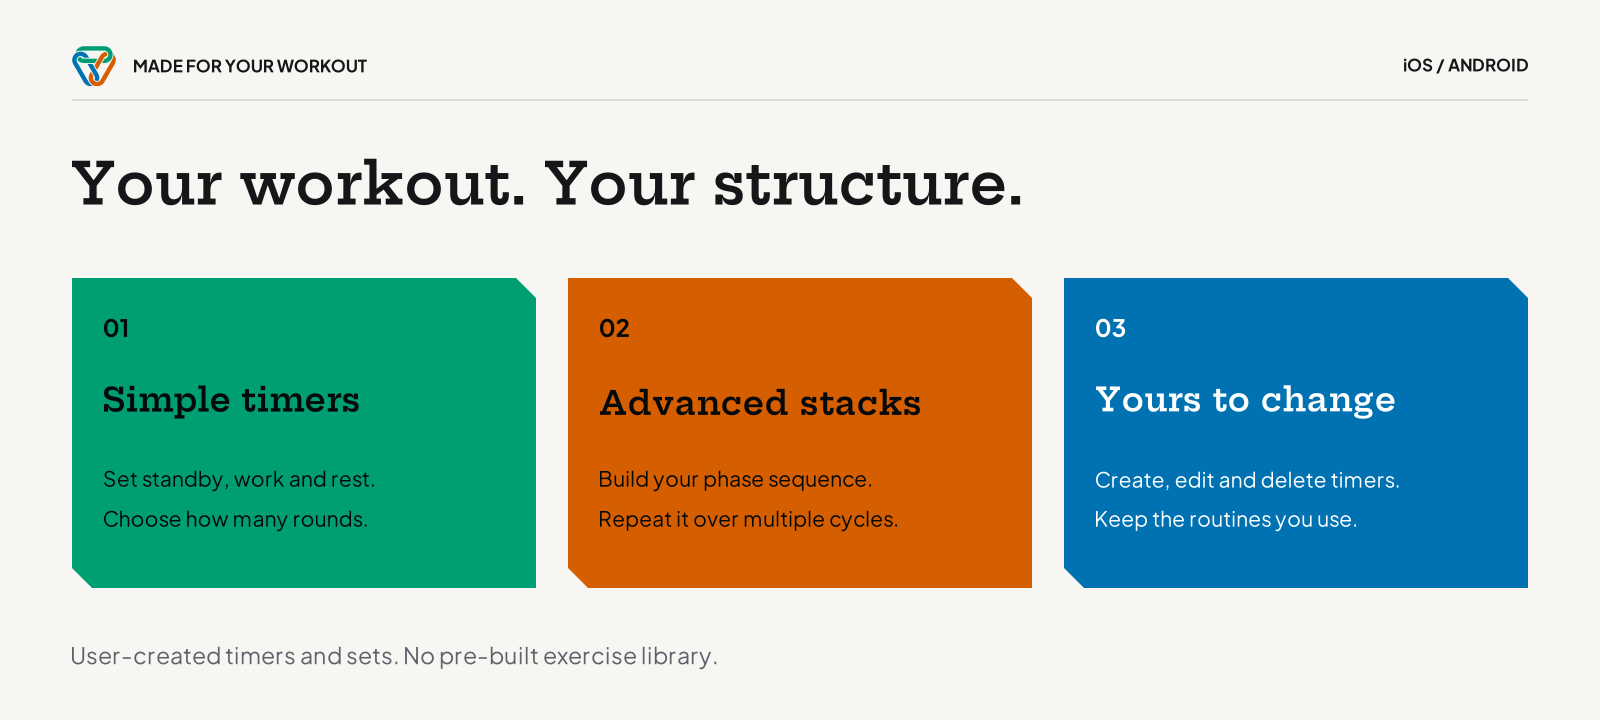 MADE FOR YOUR WORKOUT
iOS / ANDROID
Your workout. Your structure.
01
Simple timers
Set standby, work and rest.
Choose how many rounds.
02
Advanced stacks
Build your phase sequence.
Repeat it over multiple cycles.
03
Yours to change
Create, edit and delete timers.
Keep the routines you use.
User-created timers and sets. No pre-built exercise library.